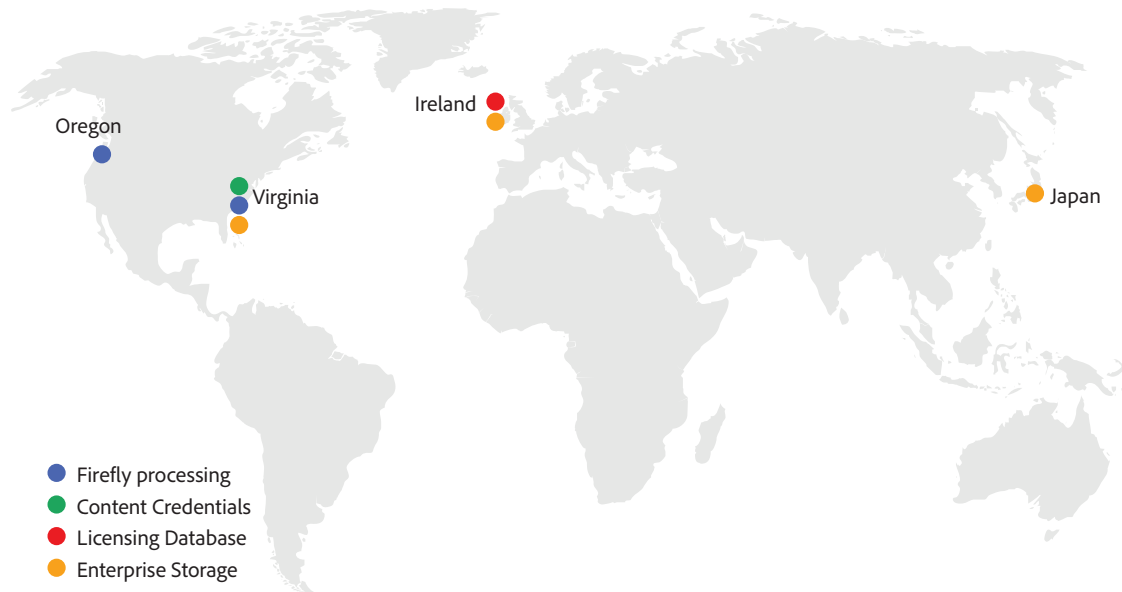 Ireland
Oregon
Virginia
Japan
Firefly processing
Content Credentials
Licensing Database
Enterprise Storage